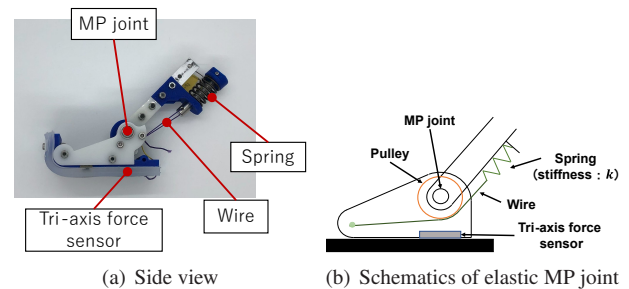 MP joint
Spring
Wire
Tri-axis force
sensor
(a) Side view
MP joint
Pulley
Spring
(stiffness : k)
Wire
Tri-axis force
sensor
(b) Schematics of elastic MP joint